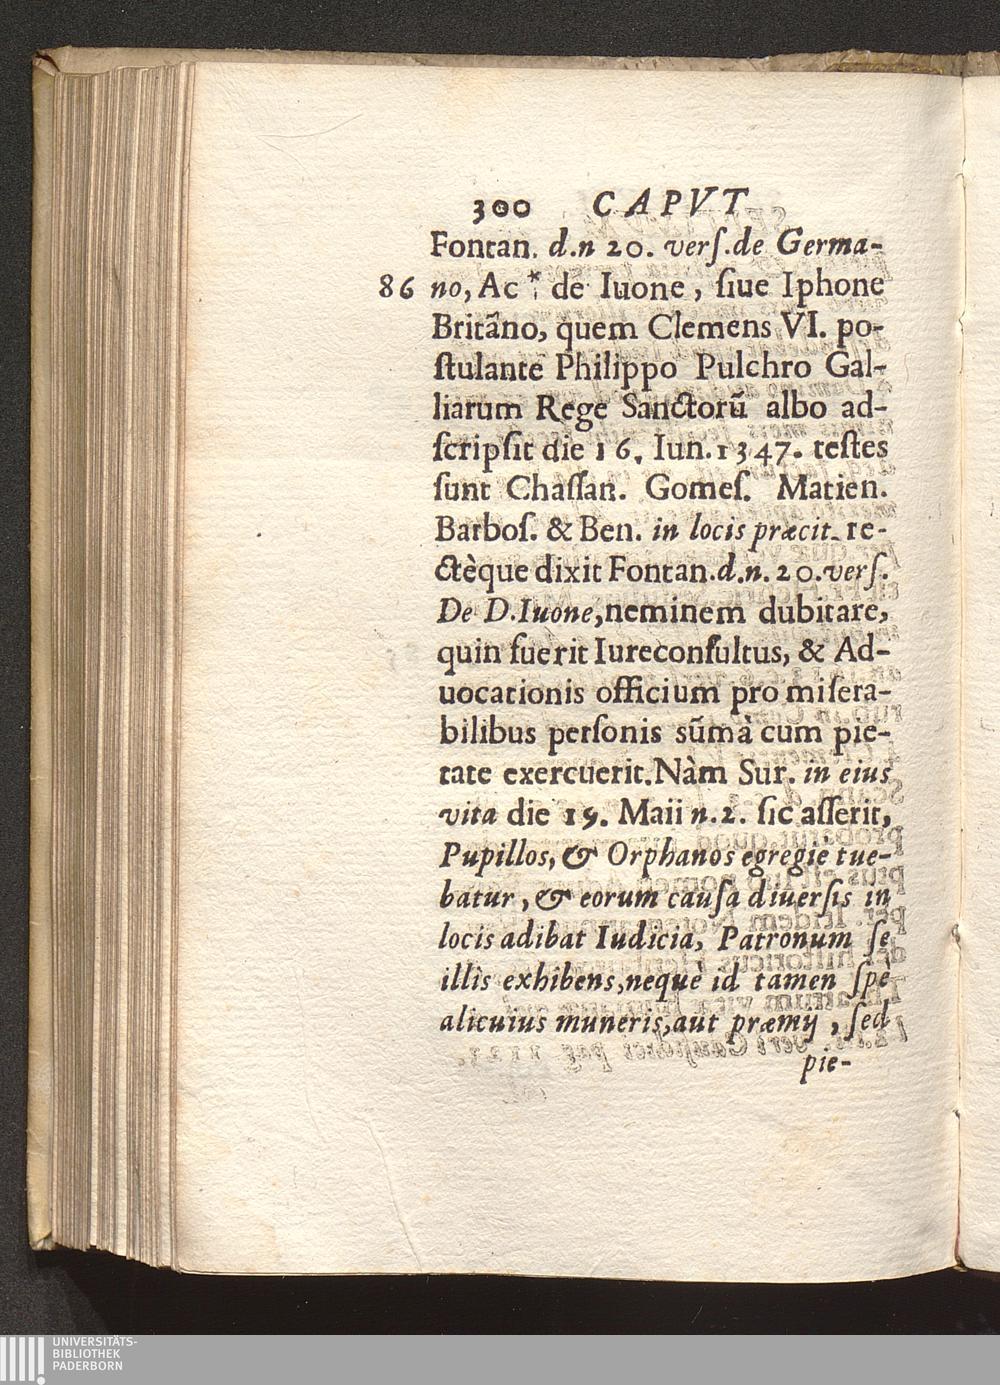 300 CAPVT
Fontan. d.n 20. verſ.de Germa-
86 no, Ac * de Iuone, ſiue Iphone
Britãno, quem Clemens VI. po-
ſtulante Philippo Pulchro Gal-
liarum Rege Sanctorũ albo ad-
ſcripſit die 16. Iun. 1347. teſtes
ſunt Chaſſan. Gomeſ. Matien.
Barboſ. & Ben. in locis præcit. re-
ctèque dixit Fontan.d.n.20.verſ.
De D.Iuone,neminem dubitare,
quin fuerit Iureconſultus, & Ad-
uocationis officium pro miſera-
bilibus perſonis sũmà cum pie-
tate exercuerit.Nàm Sur. in eius
vita die 19. Maii n.2. ſic aſſerit,
Pupillos, & Orphanos egregiè tue-
batur, & eorum cauſa diuerſis in
locis adibat Iudicia, Patronum ſe
illis exhibens,nequè id tamen ſpe
alicuius muneris,aut præmij, ſed
pie-
UNIVERSITÄTS-
BIBLIOTHEK
PADERBORN